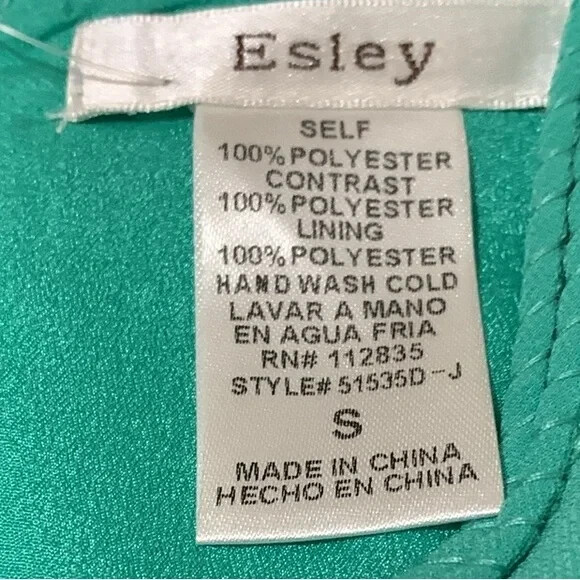 Esley
SELF
100% POLYESTER
CONTRAST
100% POLYESTER
LINING
100% POLYESTER
HAND WASH COLD
LAVAR A MANO
EN AGUA FRIA
RN# 112835
STYLE# 51535D-J
S
MADE IN CHINA
HECHO EN CHINA